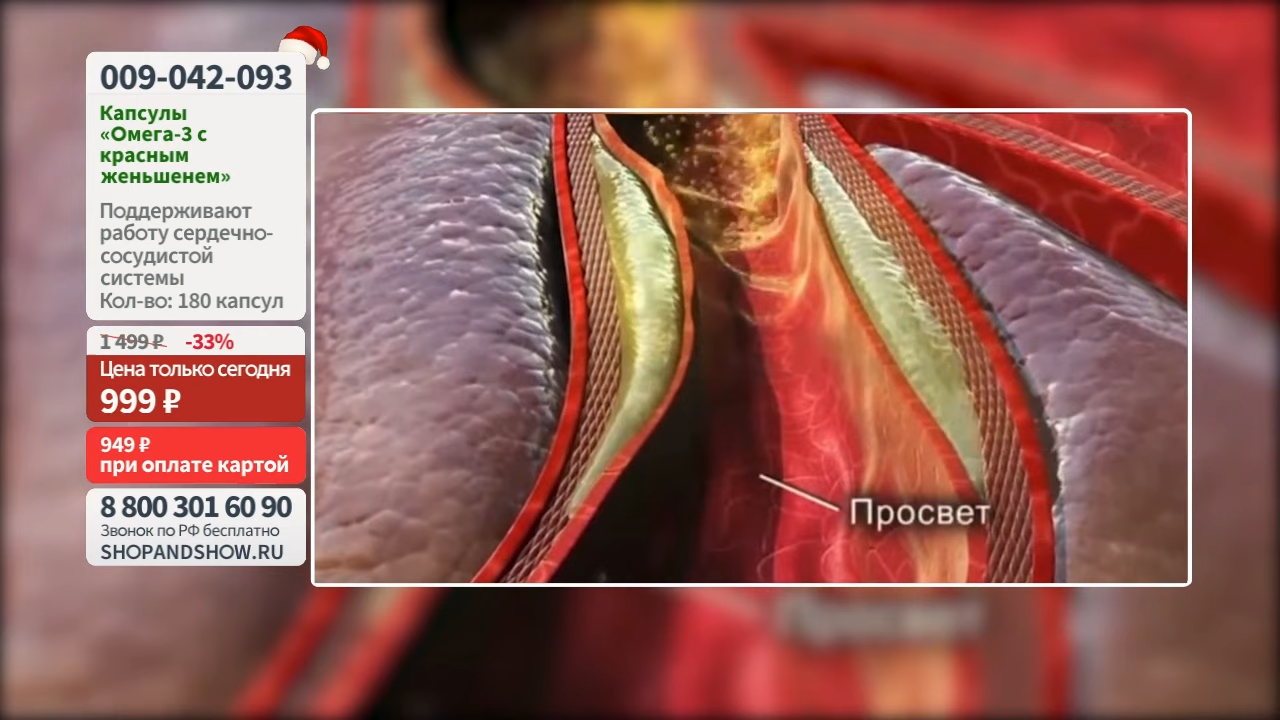 009-042-093
Капсулы
«Омега-3 с
красным
женьшенем»
Поддерживают
работу сердечно-
сосудистой
системы
Кол-во: 180 капсул
1 499 ₽ -33%
Цена только сегодня
999 ₽
949 ₽
при оплате картой
8 800 301 60 90
Звонок по РФ бесплатно
SHOPANDSHOW.RU
Просвет
Просвет